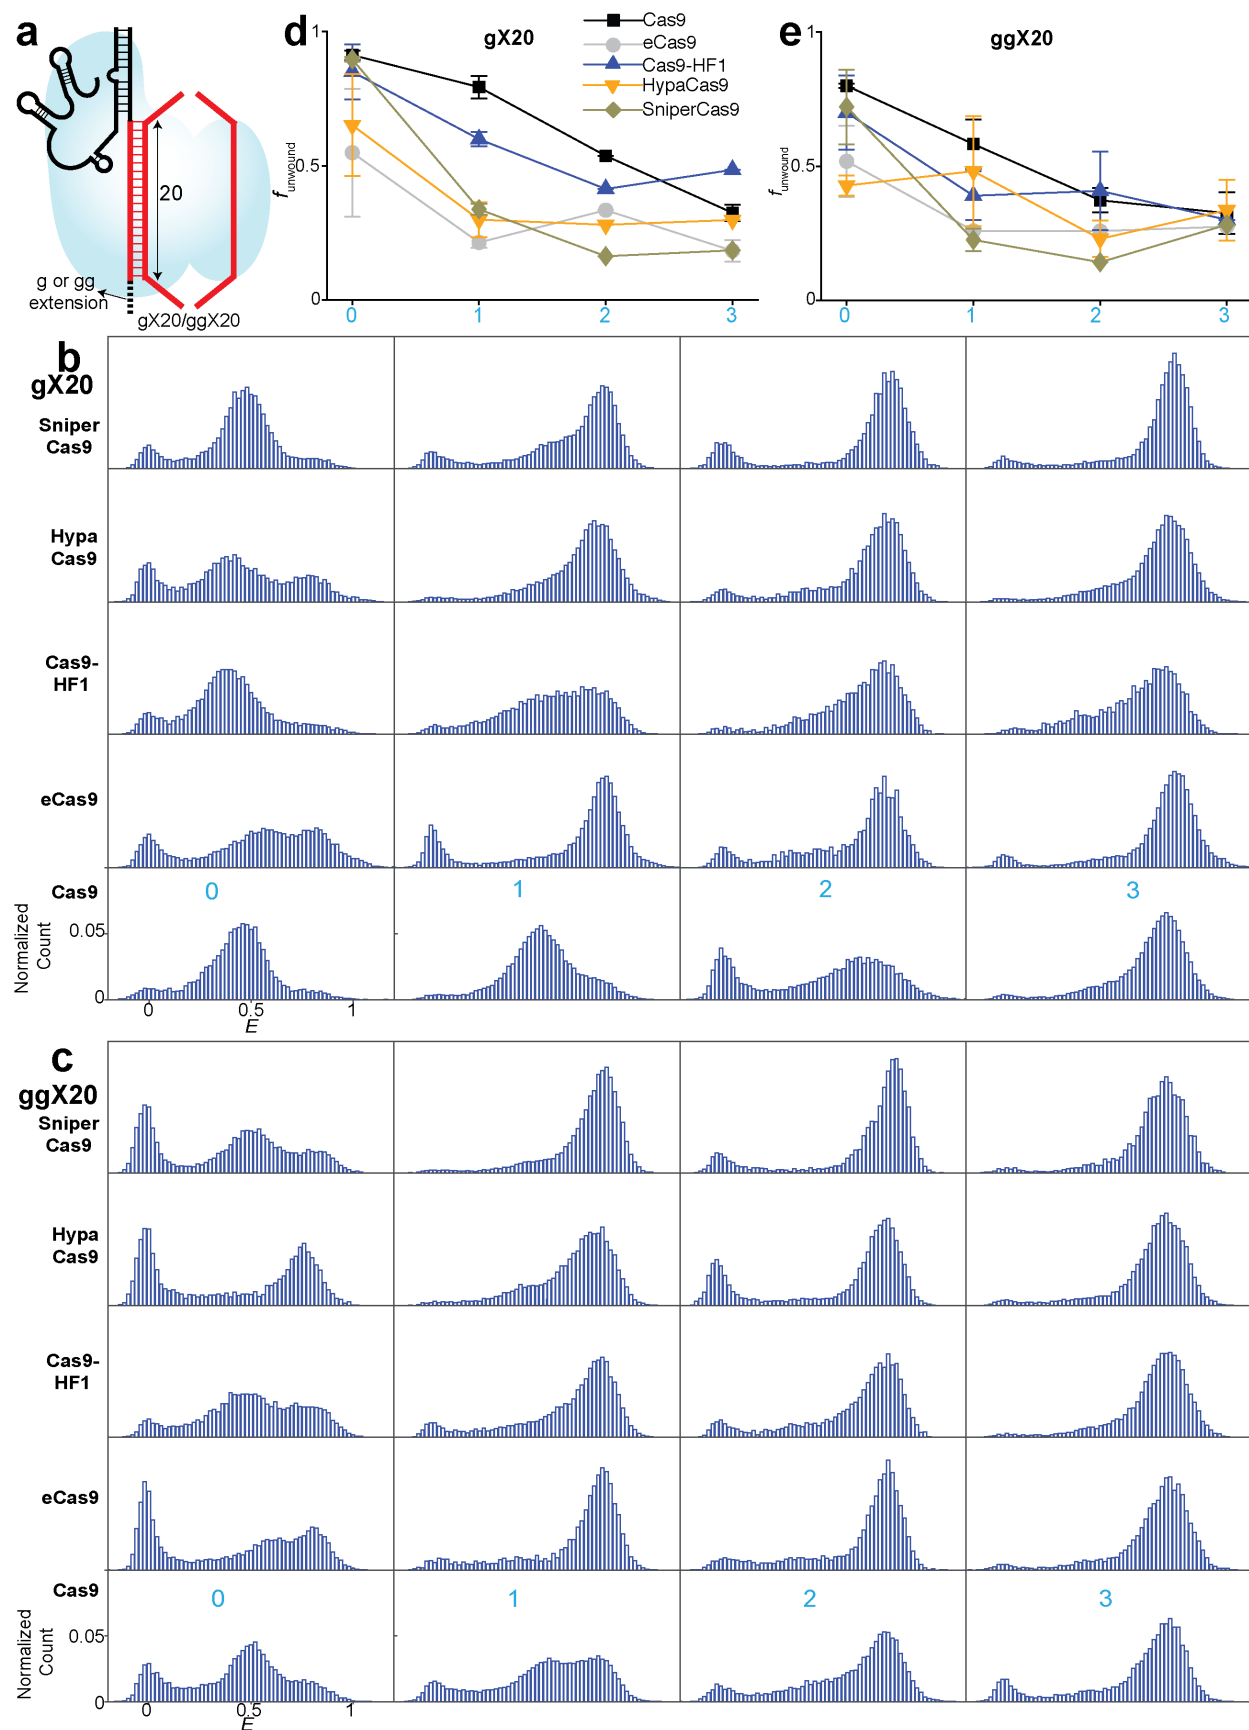 a
20
g or gg
extension
gX20/ggX20
d
gX20
1
0.5
0
f unwound
0 1 2 3
Cas9
eCas9
Cas9-HF1
HypaCas9
SniperCas9
e
ggX20
1
0.5
0
f unwound
0 1 2 3
b
gX20
Sniper
Cas9
Hypa
Cas9
Cas9-
HF1
eCas9
Cas9
0 1 2 3
Normalized
Count
0.05
0
0 0.5 1
E
c
ggX20
Sniper
Cas9
Hypa
Cas9
Cas9-
HF1
eCas9
Cas9
0 1 2 3
Normalized
Count
0.05
0
0 0.5 1
E